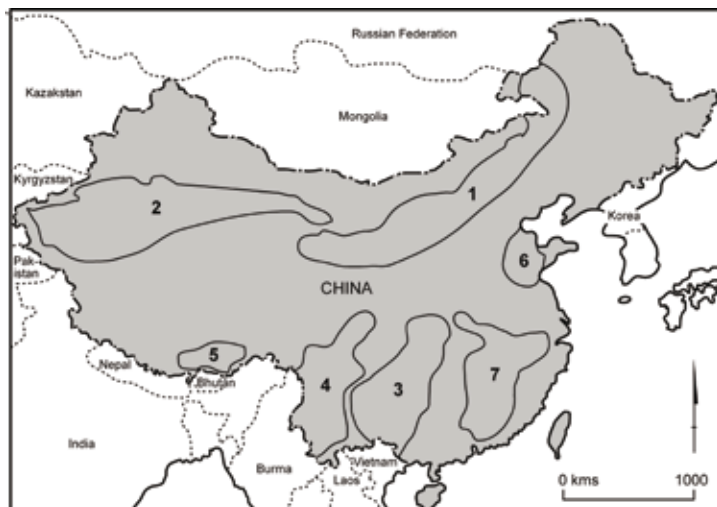 Russian Federation
Kazakstan
Mongolia
Kyrgyzstan
2
1
Korea
Pak-
istan
6
CHINA
5
Nepal
Bhutan
4
3
7
India
Burma
Vietnam
Laos
0 kms 1000